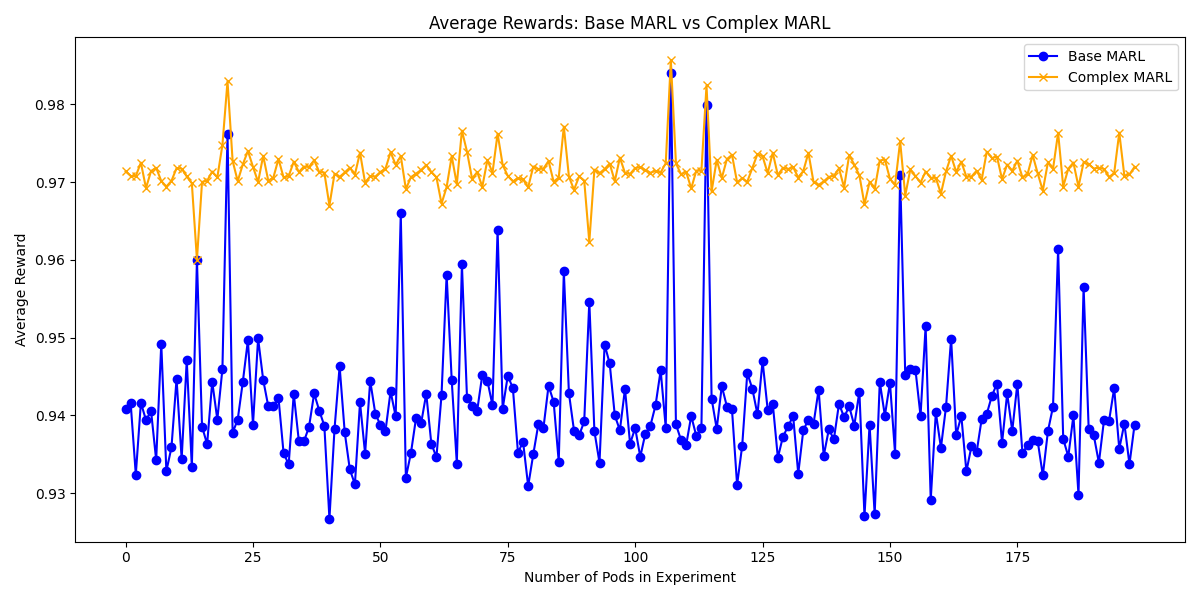 Average Rewards: Base MARL vs Complex MARL
Base MARL
Complex MARL
Average Reward
0.98
0.97
0.96
0.95
0.94
0.93
0 25 50 75 100 125 150 175
Number of Pods in Experiment